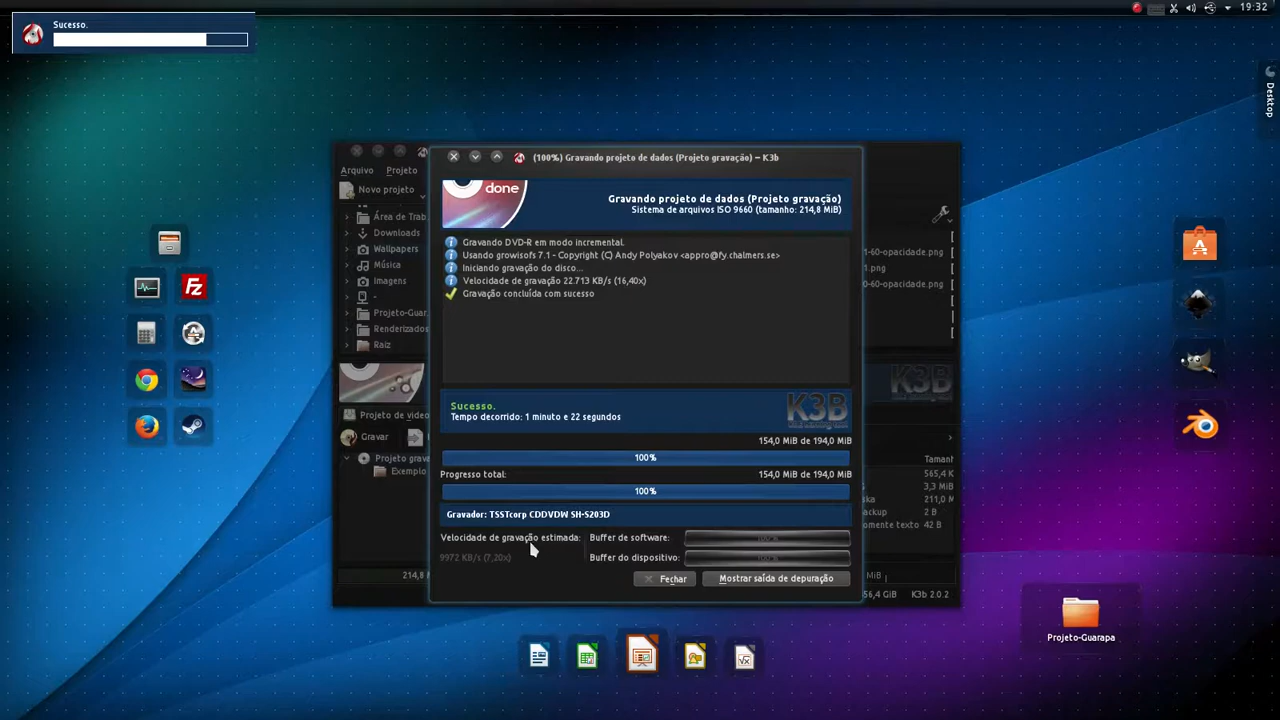 Sucesso.
19:32
Desktop
(100%) Gravando projeto de dados (Projeto gravação) – K3b
Arquivo Projeto
Novo projeto
Área de Trab
Downloads
Wallpapers
Música
Imagens
-
Projeto-Guar
Renderizados
Raiz
done
Gravando projeto de dados (Projeto gravação)
Sistema de arquivos ISO 9660 (tamanho: 214,8 MiB)
Gravando DVD-R em modo incremental.
Usando growisofs 7.1 - Copyright (C) Andy Polyakov <appro@fy.chalmers.se>
Iniciando gravação do disco...
Velocidade de gravação 22.713 KB/s (16,40x)
Gravação concluída com sucesso
-60-opacidade.png
1.png
-60-opacidade.png
K3B
Projeto de vídeo
Gravar
Projeto grava
Exemplo
Sucesso.
Tempo decorrido: 1 minuto e 22 segundos
K3B
154,0 MiB de 194,0 MiB
100%
Progresso total: 154,0 MiB de 194,0 MiB
100%
Gravador: TSSTcorp CDDVDW SH-S203D
Velocidade de gravação estimada:
9972 KB/s (7,20x)
Buffer de software: 100%
Buffer do dispositivo: 100%
Fechar
Mostrar saída de depuração
Tamanh
565,4 K
3,3 MiB
211,0 M
2 B
42 B
ska
ackup
omente texto
214,8 M
MiB
56,4 GiB K3b 2.0.2
Projeto-Guarapa